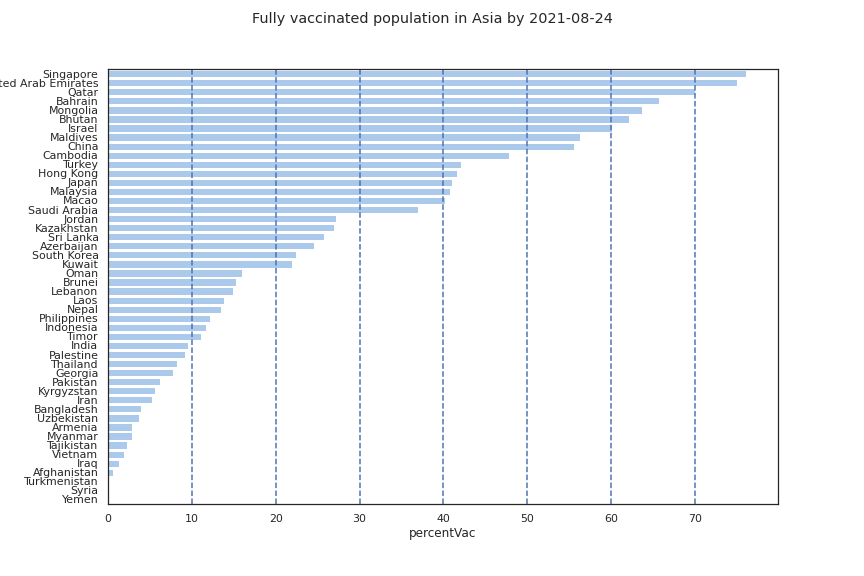 Fully vaccinated population in Asia by 2021-08-24
Singapore
ted Arab Emirates
Qatar
Bahrain
Mongolia
Bhutan
Israel
Maldives
China
Cambodia
Turkey
Hong Kong
Japan
Malaysia
Macao
Saudi Arabia
Jordan
Kazakhstan
Sri Lanka
Azerbaijan
South Korea
Kuwait
Oman
Brunei
Lebanon
Laos
Nepal
Philippines
Indonesia
Timor
India
Palestine
Thailand
Georgia
Pakistan
Kyrgyzstan
Iran
Bangladesh
Uzbekistan
Armenia
Myanmar
Tajikistan
Vietnam
Iraq
Afghanistan
Turkmenistan
Syria
Yemen
0 10 20 30 40 50 60 70
percentVac